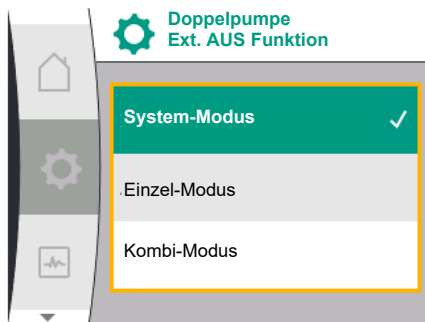 Doppelpumpe
Ext. AUS Funktion
System-Modus
Einzel-Modus
Kombi-Modus